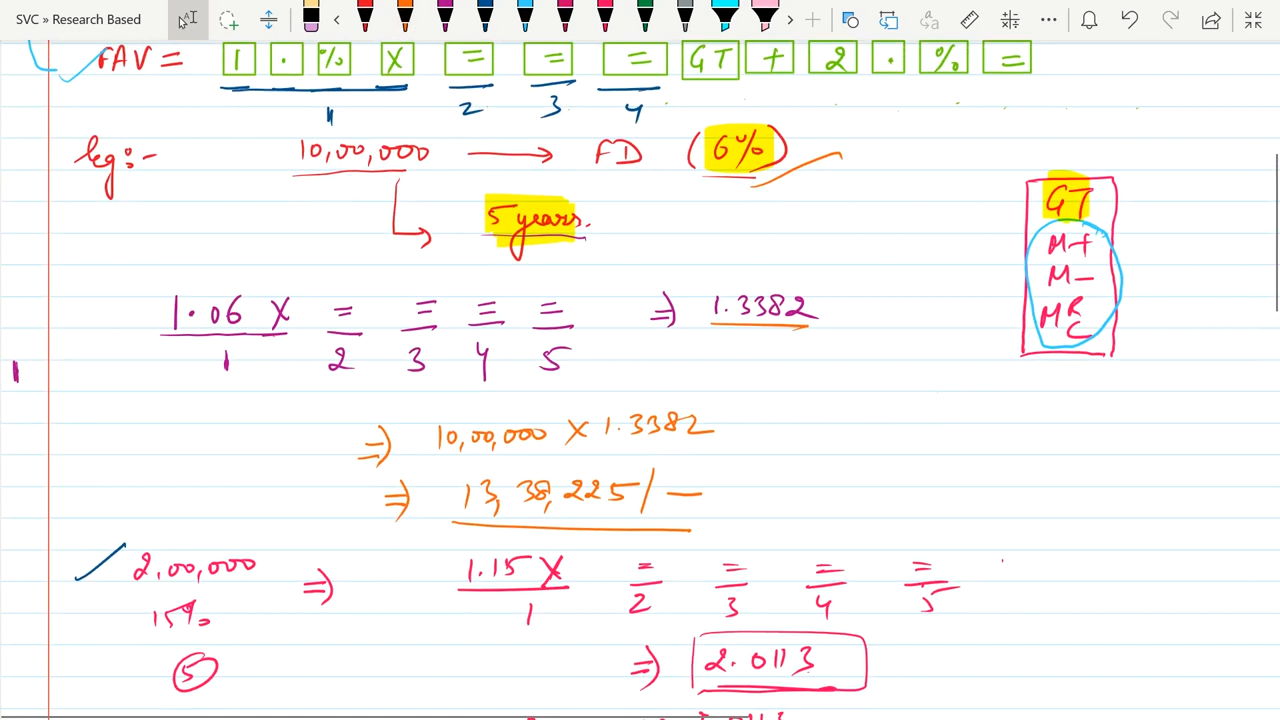 SVC » Research Based
FAV = 1 . % X = = = GT + 2 . % =
1 2 3 4
Eg:- 10,00,000 → FD (6%)
5 years.
GT
M+
M-
MRC
1.06 X = = = = ⇒ 1.3382
1 2 3 4 5
⇒ 10,00,000 X 1.3382
⇒ 13,38,225/-
2,00,000 ⇒ 1.15 X = = = =
15% 1 2 3 4 5
5 ⇒ 2.0113